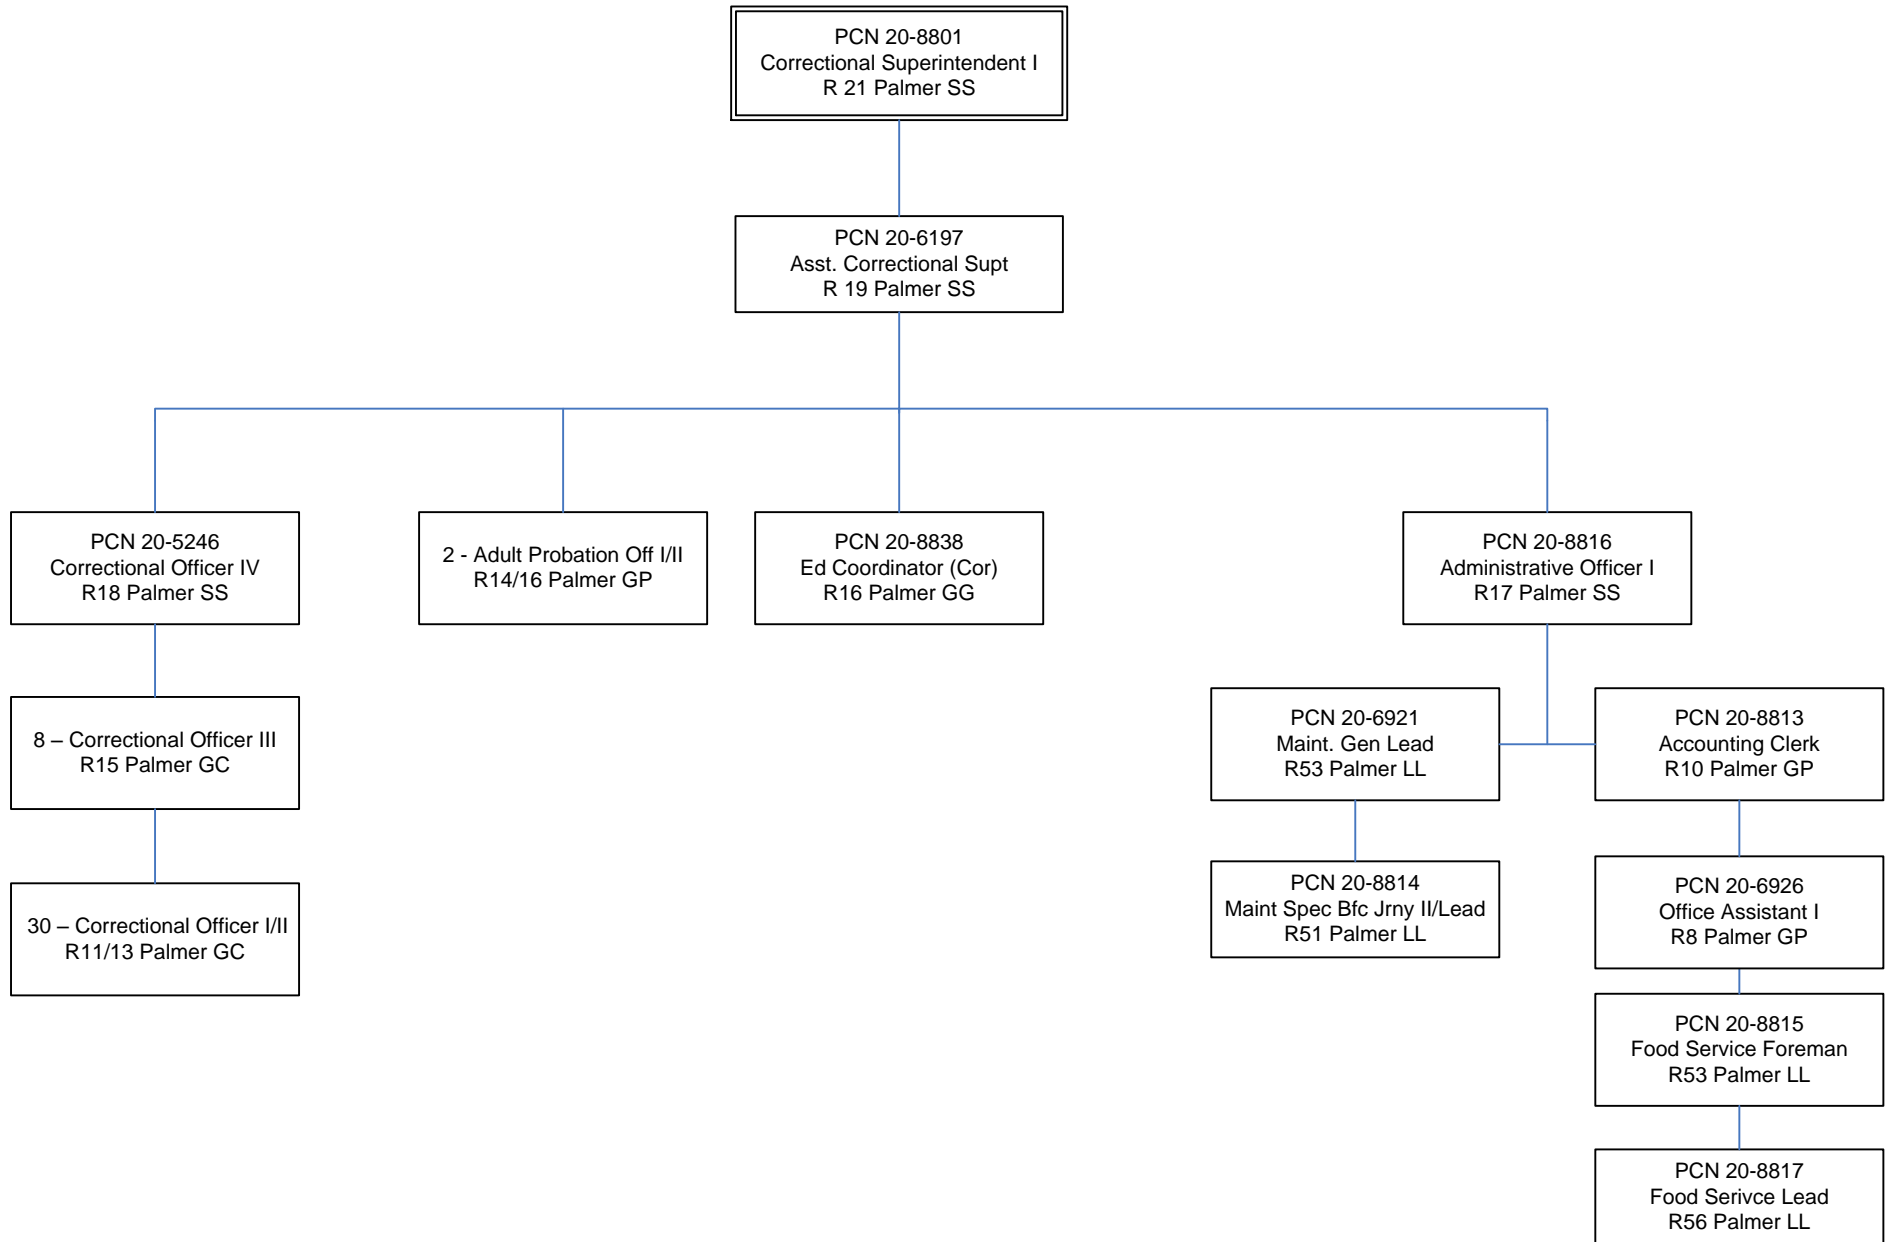 PCN 20-8801
Correctional Superintendent I
R 21 Palmer SS
PCN 20-6197
Asst. Correctional Supt
R 19 Palmer SS
PCN 20-5246
Correctional Officer IV
R18 Palmer SS
2 - Adult Probation Off I/II
R14/16 Palmer GP
PCN 20-8838
Ed Coordinator (Cor)
R16 Palmer GG
PCN 20-8816
Administrative Officer I
R17 Palmer SS
8 – Correctional Officer III
R15 Palmer GC
30 – Correctional Officer I/II
R11/13 Palmer GC
PCN 20-6921
Maint. Gen Lead
R53 Palmer LL
PCN 20-8814
Maint Spec Bfc Jrny II/Lead
R51 Palmer LL
PCN 20-8813
Accounting Clerk
R10 Palmer GP
PCN 20-6926
Office Assistant I
R8 Palmer GP
PCN 20-8815
Food Service Foreman
R53 Palmer LL
PCN 20-8817
Food Serivce Lead
R56 Palmer LL